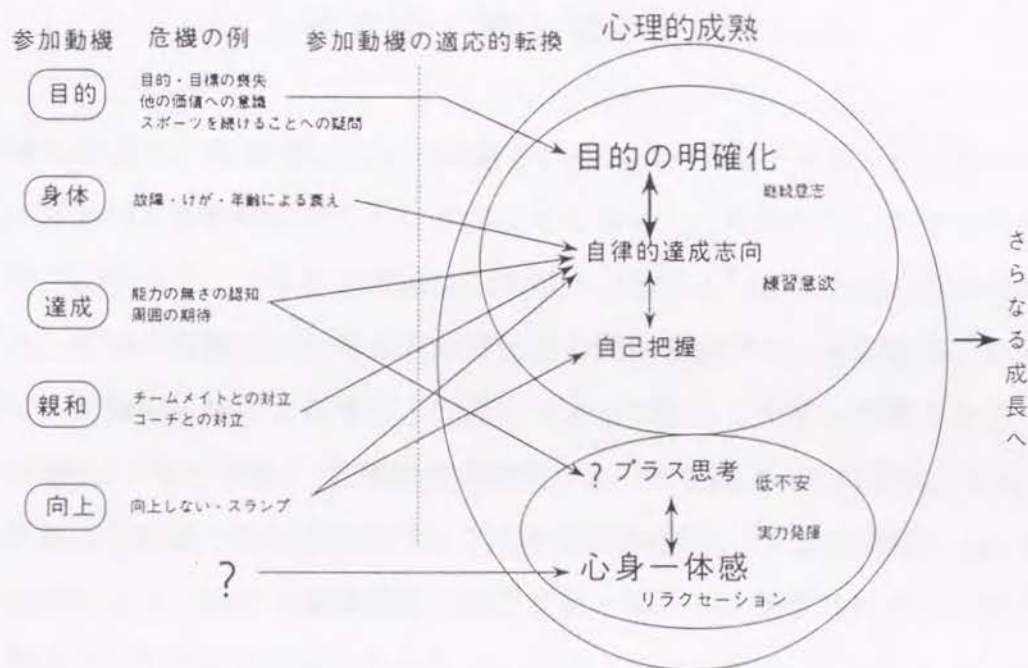 参加動機
危機の例
参加動機の適応的転換
心理的成熟
目的
目的・目標の喪失
他の価値への意識
スポーツを続けることへの疑問
目的の明確化
継続意志
身体
故障・けが・年齢による衰え
自律的達成志向
練習意欲
達成
能力の無さの認知
周囲の期待
自己把握
さらなる成長へ
親和
チームメイトとの対立
コーチとの対立
?プラス思考
低不安
向上
向上しない・スランプ
実力発揮
?
心身一体感
リラクセーション